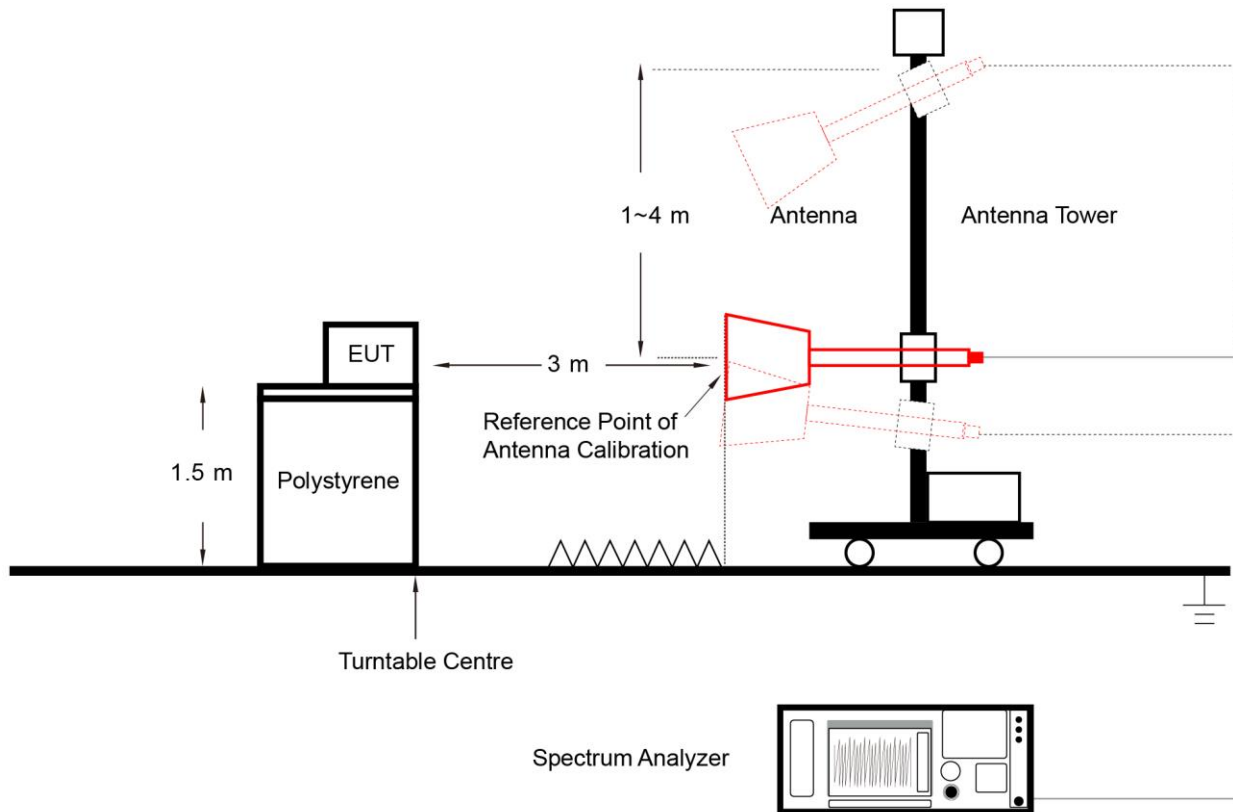 1~4 m
Antenna
Antenna Tower
EUT
3 m
Reference Point of
Antenna Calibration
1.5 m
Polystyrene
Turntable Centre
Spectrum Analyzer